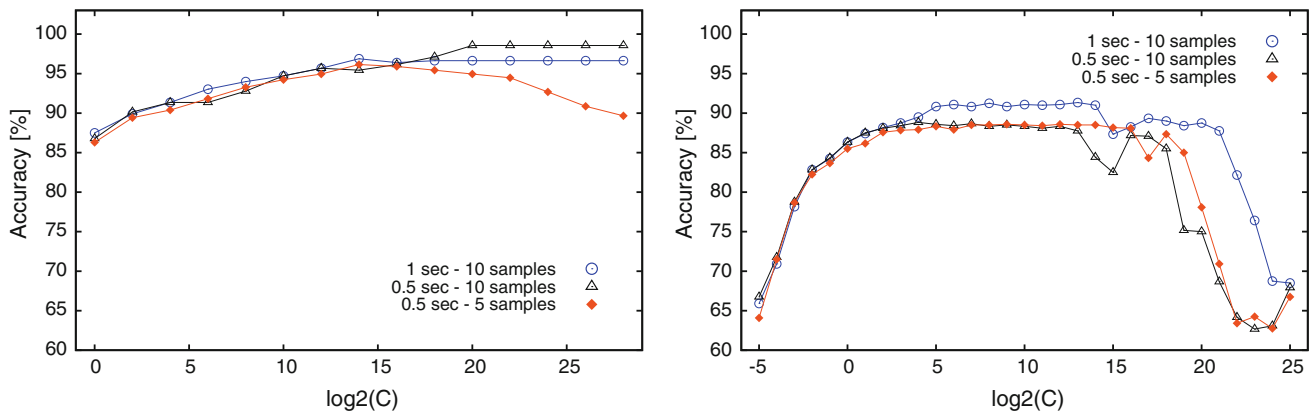 100
95
90
85
80
75
70
65
60
Accuracy [%]
0 5 10 15 20 25
log2(C)
1 sec - 10 samples
0.5 sec - 10 samples
0.5 sec - 5 samples
100
95
90
85
80
75
70
65
60
Accuracy [%]
-5 0 5 10 15 20 25
log2(C)
1 sec - 10 samples
0.5 sec - 10 samples
0.5 sec - 5 samples